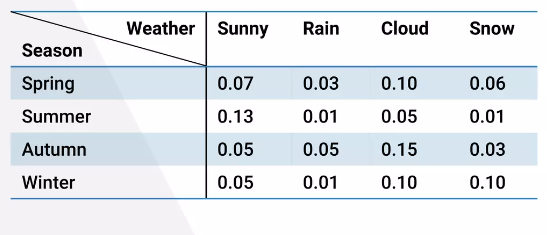 Weather Sunny Rain Cloud Snow
Season
Spring 0.07 0.03 0.10 0.06
Summer 0.13 0.01 0.05 0.01
Autumn 0.05 0.05 0.15 0.03
Winter 0.05 0.01 0.10 0.10